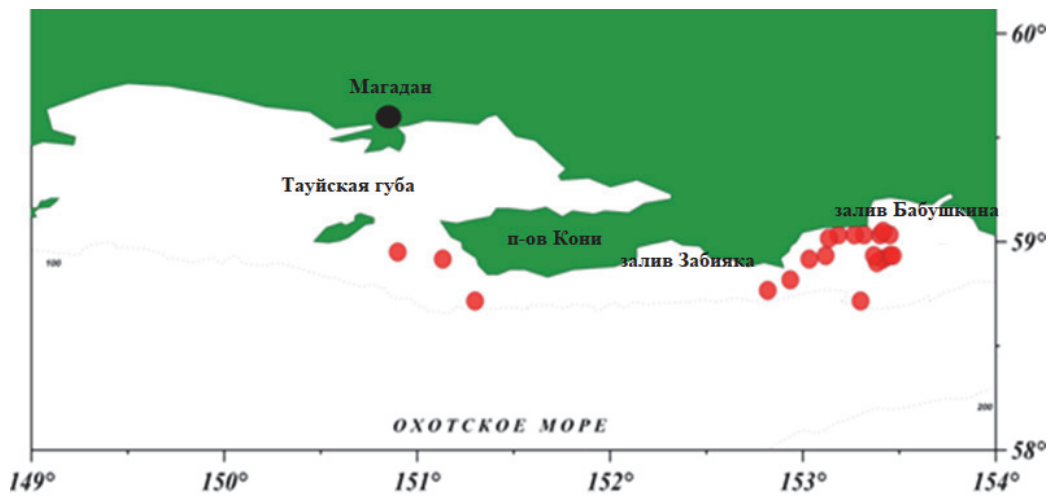 60°
Магадан
Тауйская губа
залив Бабушкина
п-ов Кони
59°
залив Забияка
100
200
ОХОТСКОЕ МОРЕ
58°
149°
150°
151°
152°
153°
154°